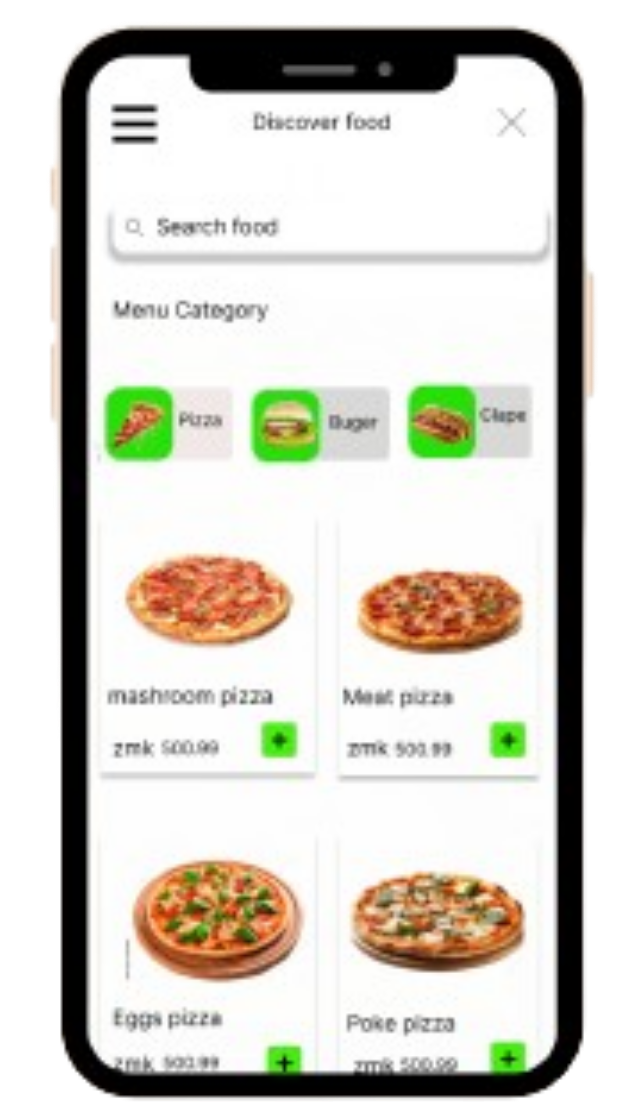 Discover food
Search food
Menu Category
Pizza
Buger
Clape
mashroom pizza
Meat pizza
zmk 500.99
+
zmk 500.99
+
Eggs pizza
Poke pizza
zmk 500.99
+
zmk 500.99
+